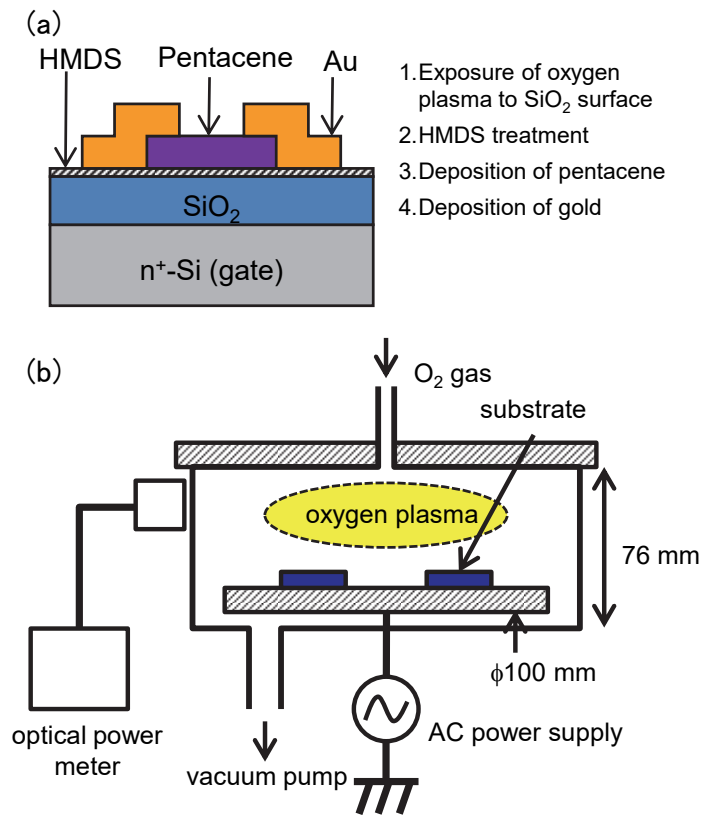 (a)
HMDS
Pentacene
Au
SiO₂
n⁺-Si (gate)
1.Exposure of oxygen
plasma to SiO₂ surface
2.HMDS treatment
3.Deposition of pentacene
4.Deposition of gold
(b)
O₂ gas
substrate
oxygen plasma
76 mm
ϕ100 mm
optical power
meter
AC power supply
vacuum pump